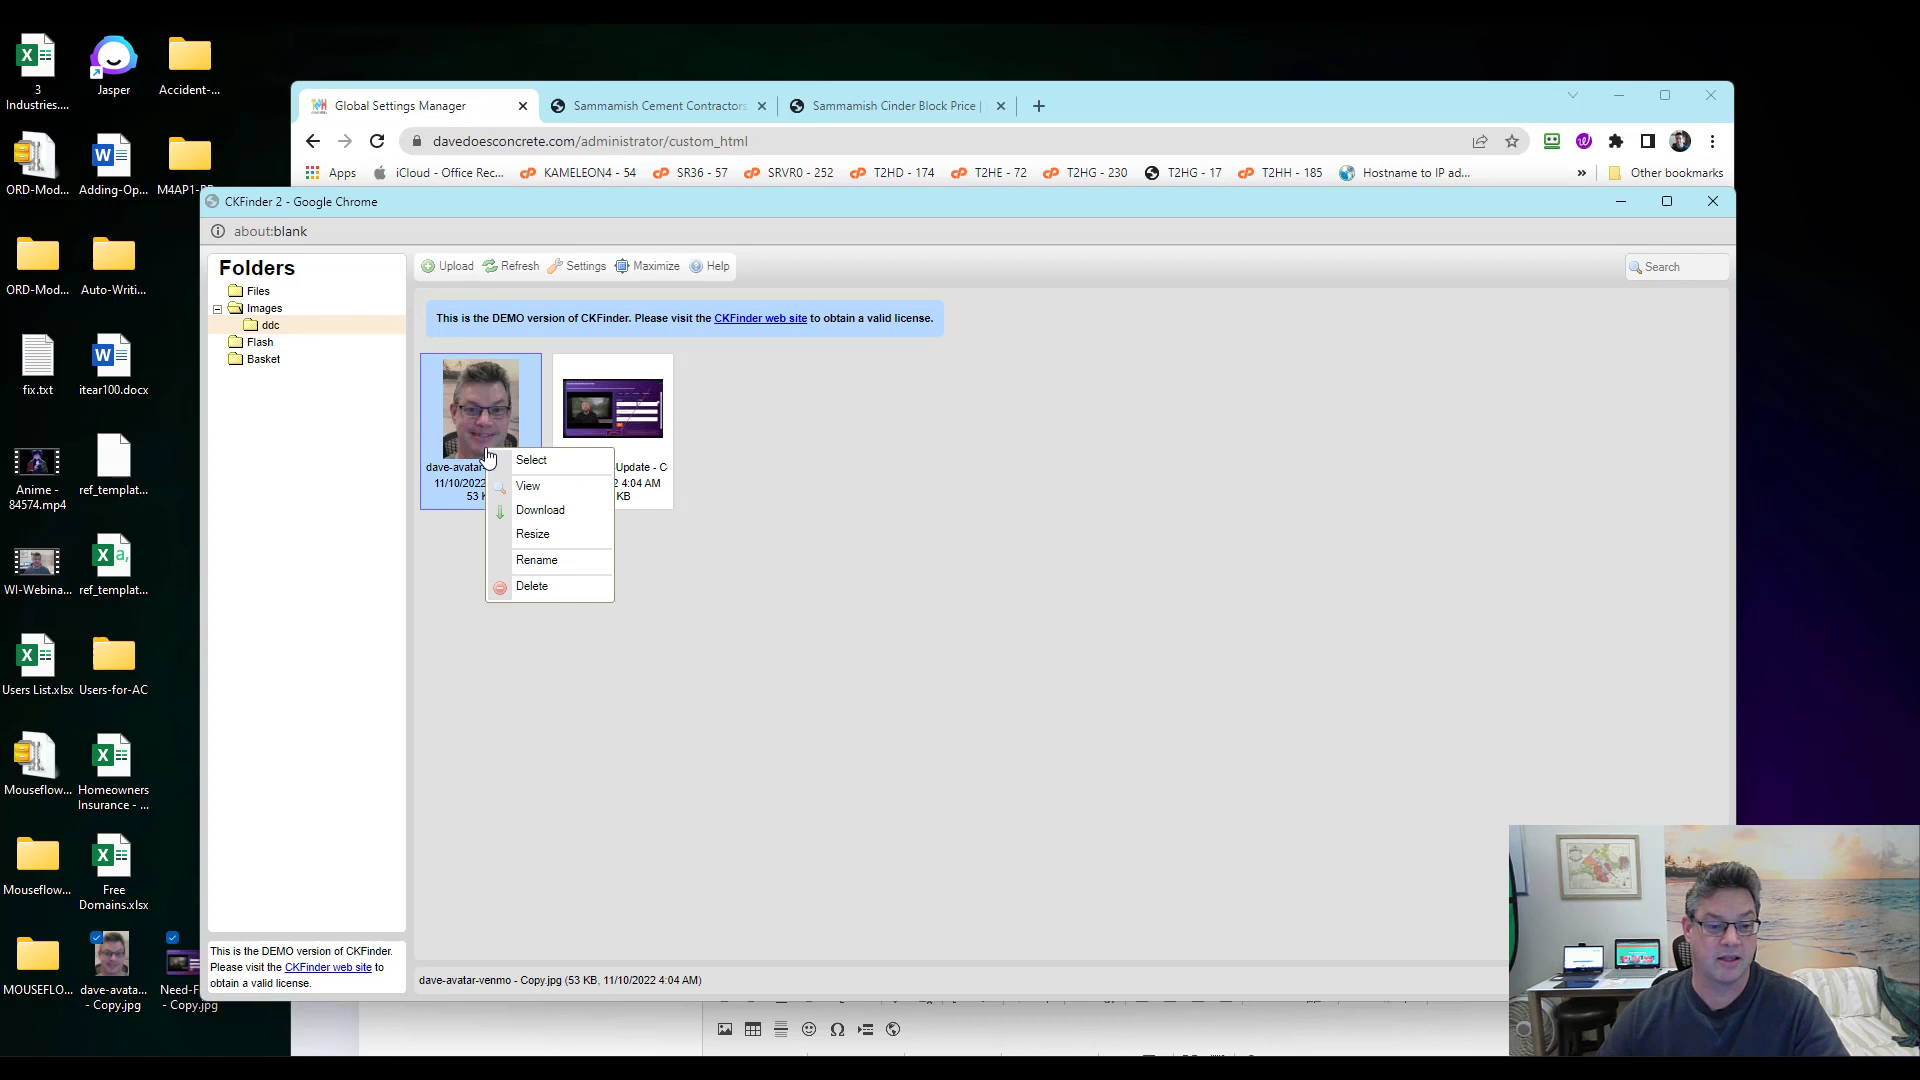 3
Industries....
Jasper
Accident-...
ORD-Mod...
Adding-Op...
M4AP1-
ORD-Mod...
Auto-Writi...
fix.txt
itear100.docx
Anime -
84574.mp4
ref_templat...
WI-Webina...
ref_templat...
Users List.xlsx
Users-for-AC
Mouseflow...
Homeowners
Insurance - ...
Mouseflow...
Free
Domains.xlsx
MOUSEFLO...
dave-avata...
- Copy.jpg
Need-F
- Copy.jpg
Global Settings Manager
Sammamish Cement Contractors
Sammamish Cinder Block Price |
davedoesconcrete.com/administrator/custom_html
Apps
iCloud - Office Rec...
KAMELEON4 - 54
SR36 - 57
SRVR0 - 252
T2HD - 174
T2HE - 72
T2HG - 230
T2HG - 17
T2HH - 185
Hostname to IP ad...
»
Other bookmarks
CKFinder 2 - Google Chrome
about:blank
Folders
Files
Images
ddc
Flash
Basket
Upload
Refresh
Settings
Maximize
Help
Search
This is the DEMO version of CKFinder. Please visit the CKFinder web site to obtain a valid license.
dave-avatar-
11/10/2022
53 K
Update - C
2 4:04 AM
KB
Select
View
Download
Resize
Rename
Delete
This is the DEMO version of CKFinder.
Please visit the CKFinder web site to
obtain a valid license.
dave-avatar-venmo - Copy.jpg (53 KB, 11/10/2022 4:04 AM)